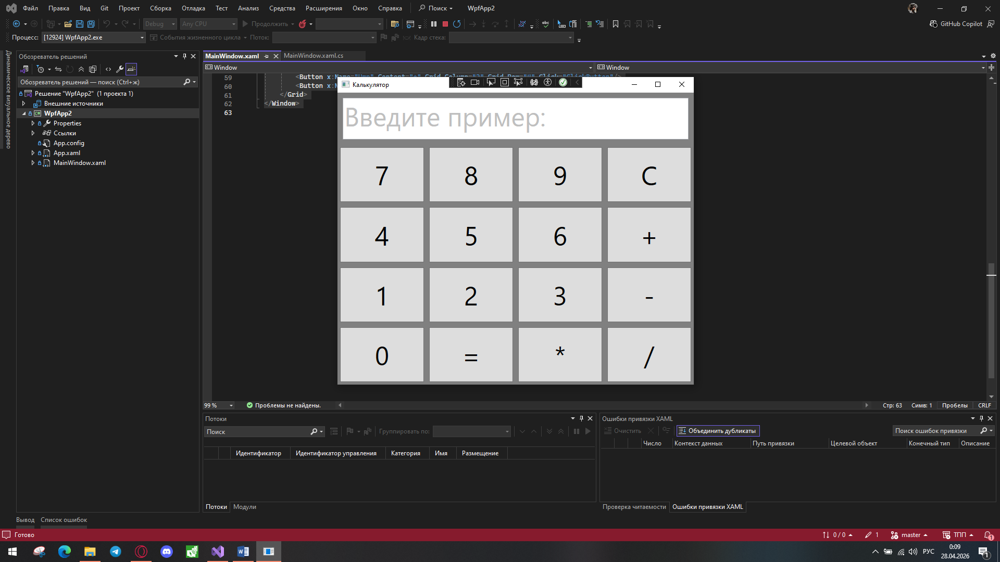 Файл Правка Вид Git Проект Сборка Отладка Тест Анализ Средства Расширения Окно Справка Поиск WpfApp2
Debug Any CPU Продолжить GitHub Copilot
Процесс: [12924] WpfApp2.exe События жизненного цикла Поток: Кадр стека:
Динамическое визуальное дерево
Обозреватель решений
Обозреватель решений — поиск (Ctrl+ж)
Решение "WpfApp2" (1 проекта 1)
Внешние источники
WpfApp2
Properties
Ссылки
App.config
App.xaml
MainWindow.xaml
MainWindow.xaml MainWindow.xaml.cs
Window Window
59
60 <Button x:
61 </Grid>
62 </Window>
63
Калькулятор
Введите пример:
7 8 9 C
4 5 6 +
1 2 3 -
0 = * /
99 % Проблемы не найдены. Стр: 63 Симв: 1 Пробелы CRLF
Потоки
Поиск Группировать по:
Идентификатор Идентификатор управления Категория Имя Размещение
Потоки Модули
Ошибки привязки XAML
Очистить Объединить дубликаты Поиск ошибок привязки
Число Контекст данных Путь привязки Целевой объект Конечный тип Описание
Проверка читаемости Ошибки привязки XAML
Вывод Список ошибок
Готово 0 / 0 1 master ТПП 1
РУС 0:09
28.04.2026 1